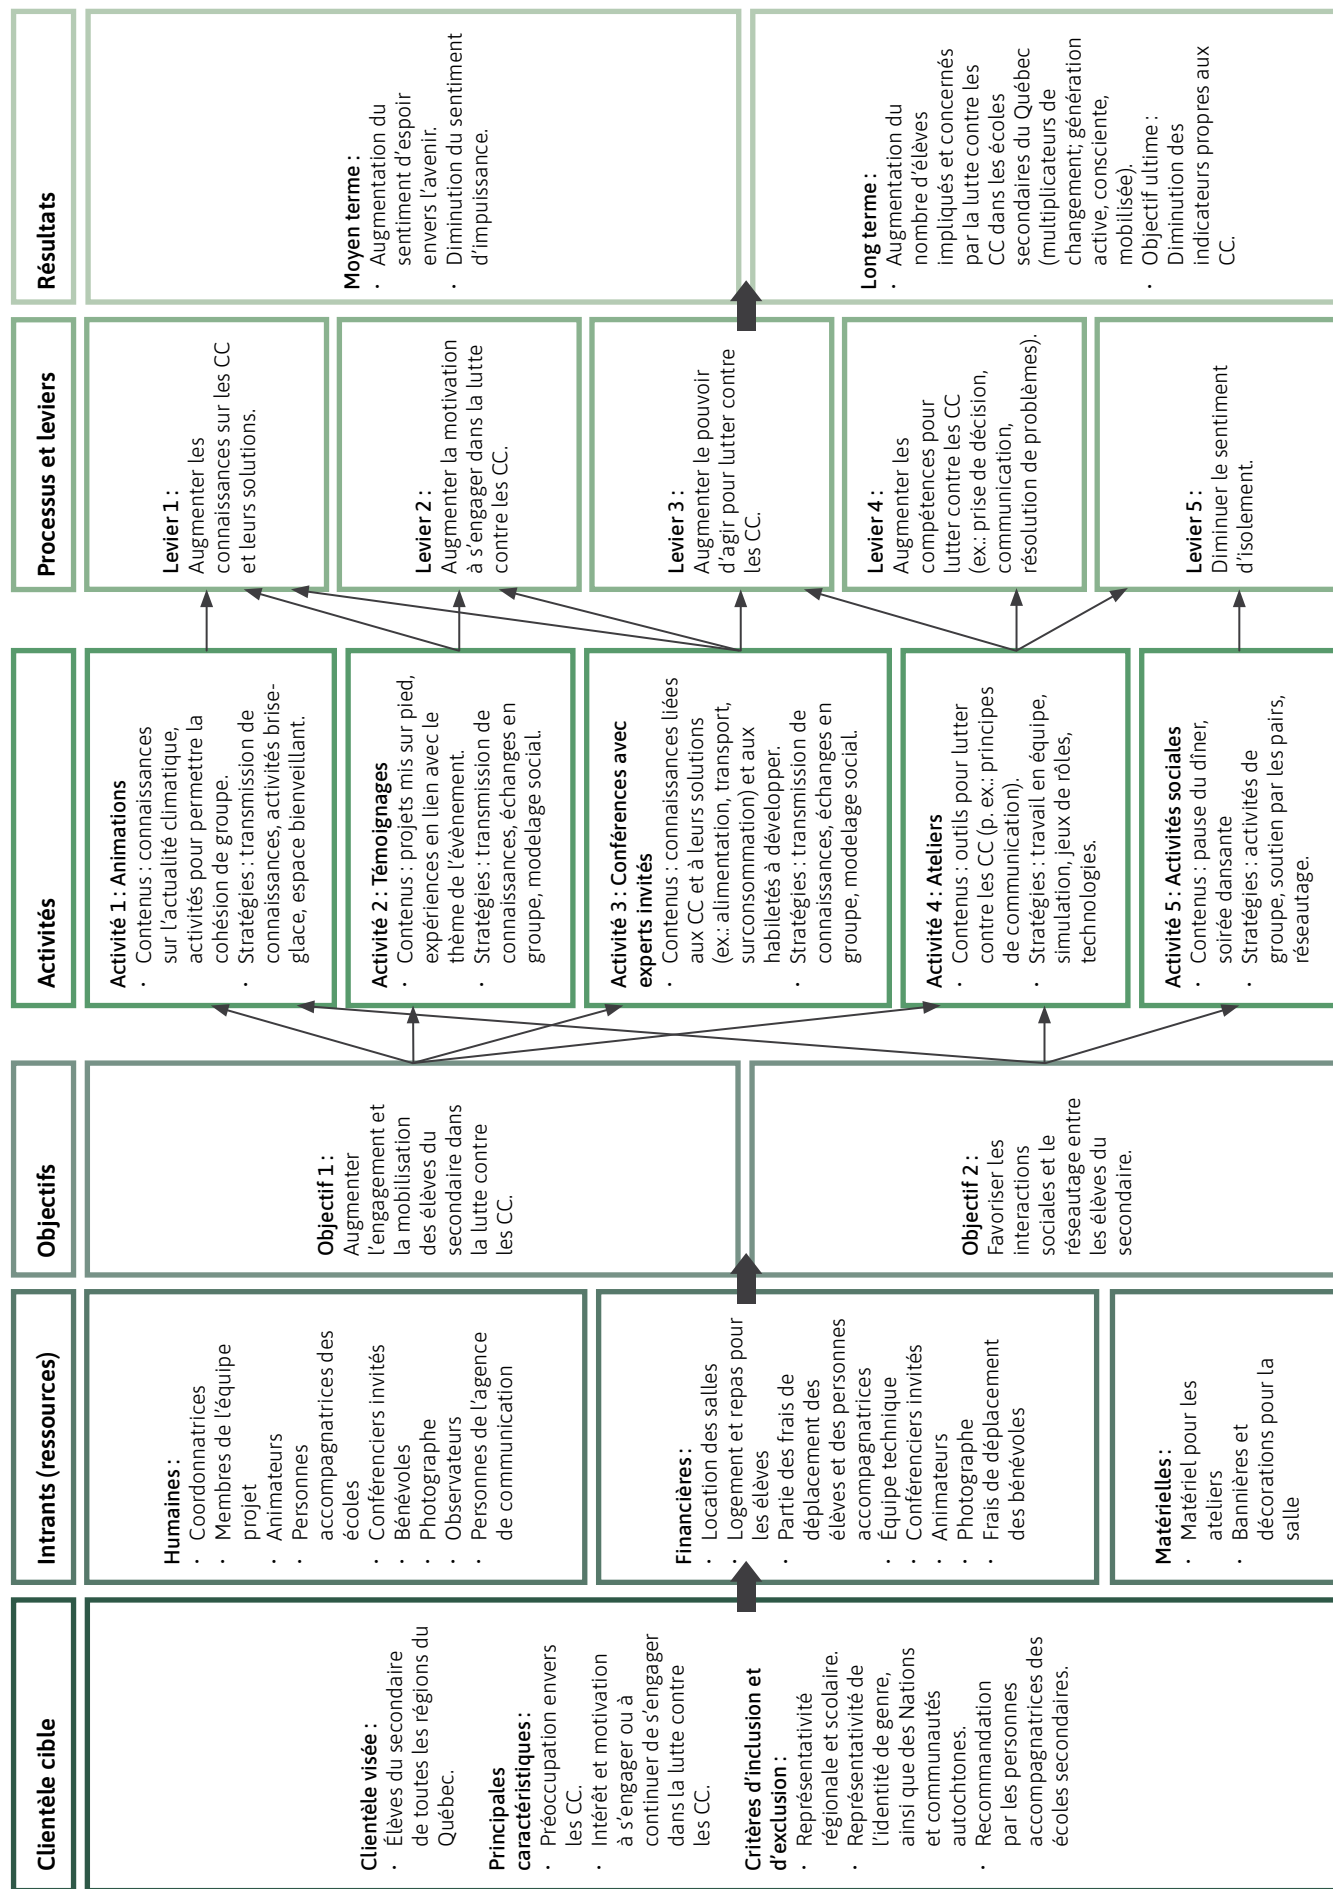 Clientèle cible
Clientèle visée :
· Élèves du secondaire
de toutes les régions du
Québec.
Principales
caractéristiques :
· Préoccupation envers
les CC.
· Intérêt et motivation
à s'engager ou à
continuer de s'engager
dans la lutte contre
les CC.
Critères d'inclusion et
d'exclusion :
· Représentativité
régionale et scolaire.
· Représentativité de
l'identité de genre,
ainsi que des Nations
et communautés
autochtones.
· Recommandation
par les personnes
accompagnatrices des
écoles secondaires.
Intrants (ressources)
Humaines :
· Coordonnatrices
· Membres de l'équipe
projet
· Animateurs
· Personnes
accompagnatrices des
écoles
· Conférenciers invités
· Bénévoles
· Photographe
· Observateurs
· Personnes de l'agence
de communication
Financières :
· Location des salles
· Logement et repas pour
les élèves
· Partie des frais de
déplacement des
élèves et des personnes
accompagnatrices
· Équipe technique
· Conférenciers invités
· Animateurs
· Photographe
· Frais de déplacement
des bénévoles
Matérielles :
· Matériel pour les
ateliers
· Bannières et
décorations pour la
salle
Objectifs
Objectif 1 :
Augmenter
l'engagement et
la mobilisation
des élèves du
secondaire dans
la lutte contre
les CC.
Objectif 2 :
Favoriser les
interactions
sociales et le
réseautage entre
les élèves du
secondaire.
Activités
Activité 1 : Animations
· Contenus : connaissances
sur l'actualité climatique,
activités pour permettre la
cohésion de groupe.
· Stratégies : transmission de
connaissances, activités brise-
glace, espace bienveillant.
Activité 2 : Témoignages
· Contenus : projets mis sur pied,
expériences en lien avec le
thème de l'évènement.
· Stratégies : transmission de
connaissances, échanges en
groupe, modelage social.
Activité 3 : Conférences avec
experts invités
· Contenus : connaissances liées
aux CC et à leurs solutions
(ex.: alimentation, transport,
surconsommation) et aux
habiletés à développer.
· Stratégies : transmission de
connaissances, échanges en
groupe, modelage social.
Activité 4 : Ateliers
· Contenus : outils pour lutter
contre les CC (p. ex.: principes
de communication).
· Stratégies : travail en équipe,
simulation, jeux de rôles,
technologies.
Activité 5 : Activités sociales
· Contenus : pause du dîner,
soirée dansante
· Stratégies : activités de
groupe, soutien par les pairs,
réseautage.
Processus et leviers
Levier 1 :
Augmenter les
connaissances sur les CC
et leurs solutions.
Levier 2 :
Augmenter la motivation
à s'engager dans la lutte
contre les CC.
Levier 3 :
Augmenter le pouvoir
d'agir pour lutter contre
les CC.
Levier 4 :
Augmenter les
compétences pour
lutter contre les CC
(ex.: prise de décision,
communication,
résolution de problèmes).
Levier 5 :
Diminuer le sentiment
d'isolement.
Résultats
Moyen terme :
· Augmentation du
sentiment d'espoir
envers l'avenir.
· Diminution du sentiment
d'impuissance.
Long terme :
· Augmentation du
nombre d'élèves
impliqués et concernés
par la lutte contre les
CC dans les écoles
secondaires du Québec
(multiplicateurs de
changement; génération
active, consciente,
mobilisée).
· Objectif ultime :
Diminution des
indicateurs propres aux
CC.